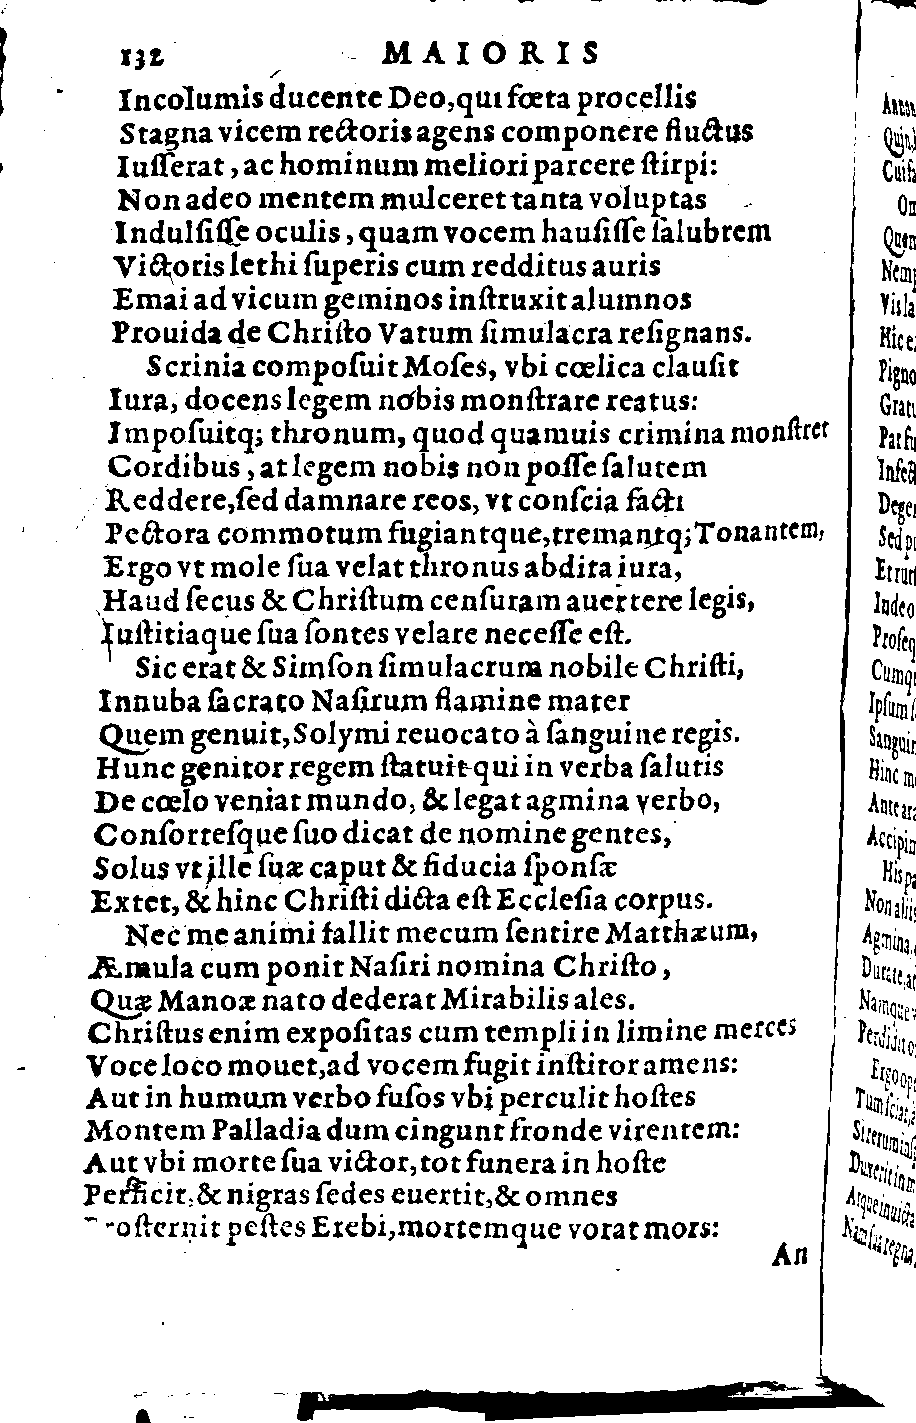 132 MAIORIS
Incolumis ducente Deo, qui fœta procellis
Stagna vicem rectoris agens componere fluctus
Iuſſerat, ac hominum meliori parcere ſtirpi:
Non adeo mentem mulceret tanta voluptas
Indulſiſſe oculis, quam vocem hauſiſſe ſalubrem
Victoris lethi ſuperis cum redditus auris
Emai ad vicum geminos inſtruxit alumnos
Prouida de Chriſto Vatum ſimulacra reſignans.
Scrinia compoſuit Moſes, vbi cœlica clauſit
Iura, docens legem nobis monſtrare reatus:
Impoſuitq; thronum, quod quamuis crimina monſtret
Cordibus, at legem nobis non poſſe ſalutem
Reddere, ſed damnare reos, vt conſcia facti
Pectora commotum fugiantque, tremantq; Tonantem,
Ergo vt mole ſua velat thronus abdita iura,
Haud ſecus & Chriſtum cenſuram auertere legis,
Iuſtitiaque ſua ſontes velare neceſſe eſt.
Sic erat & Simſon ſimulacrum nobile Chriſti,
Innuba ſacrato Naſirum flamine mater
Quem genuit, Solymi reuocato à ſanguine regis.
Hunc genitor regem ſtatuit qui in verba ſalutis
De cœlo veniat mundo, & legat agmina verbo,
Conſorteſque ſuo dicat de nomine gentes,
Solus vt ille ſuæ caput & fiducia ſponſæ
Extet, & hinc Chriſti dicta eſt Eccleſia corpus.
Nec me animi fallit mecum ſentire Matthæum,
Æmula cum ponit Naſiri nomina Chriſto,
Quæ Manoæ nato dederat Mirabilis ales.
Chriſtus enim expoſitas cum templi in limine merces
Voce loco mouet, ad vocem fugit inſtitor amens:
Aut in humum verbo fuſos vbi perculit hoſtes
Montem Palladia dum cingunt fronde virentem:
Aut vbi morte ſua victor, tot funera in hoſte
Perficit, & nigras ſedes euertit, & omnes
oſternit peſtes Erebi, mortemque vorat mors:
An